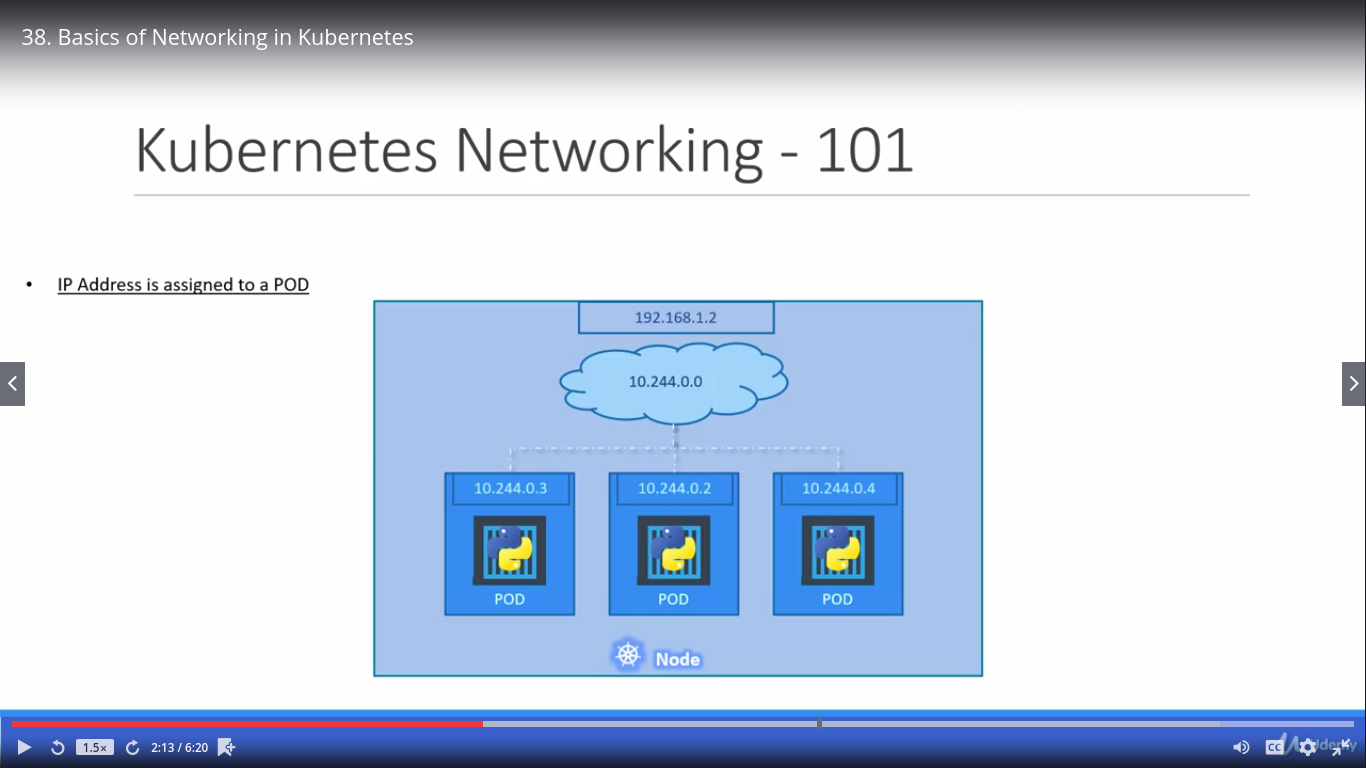 38. Basics of Networking in Kubernetes
Kubernetes Networking - 101
• IP Address is assigned to a POD
192.168.1.2
10.244.0.0
10.244.0.3 10.244.0.2 10.244.0.4
POD POD POD
Node
1.5x 2:13 / 6:20 CC Udemy